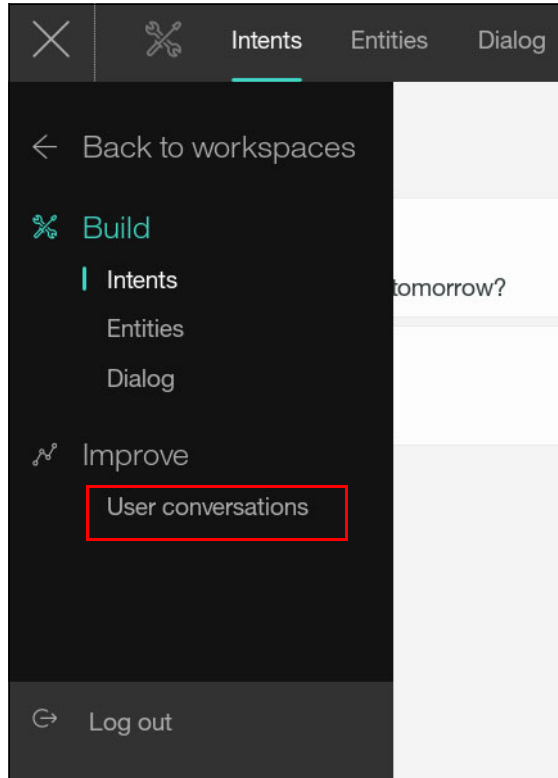 Intents Entities Dialog
Back to workspaces
Build
Intents
tomorrow?
Entities
Dialog
Improve
User conversations
Log out